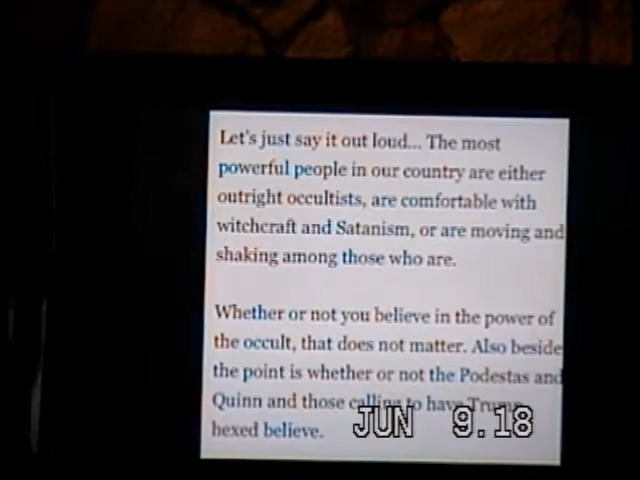 Let's just say it out loud... The most
powerful people in our country are either
outright occultists, are comfortable with
witchcraft and Satanism, or are moving and
shaking among those who are.
Whether or not you believe in the power of
the occult, that does not matter. Also beside
the point is whether or not the Podestas and
Quinn and those calling to have Trump
hexed believe.
JUN 9.18